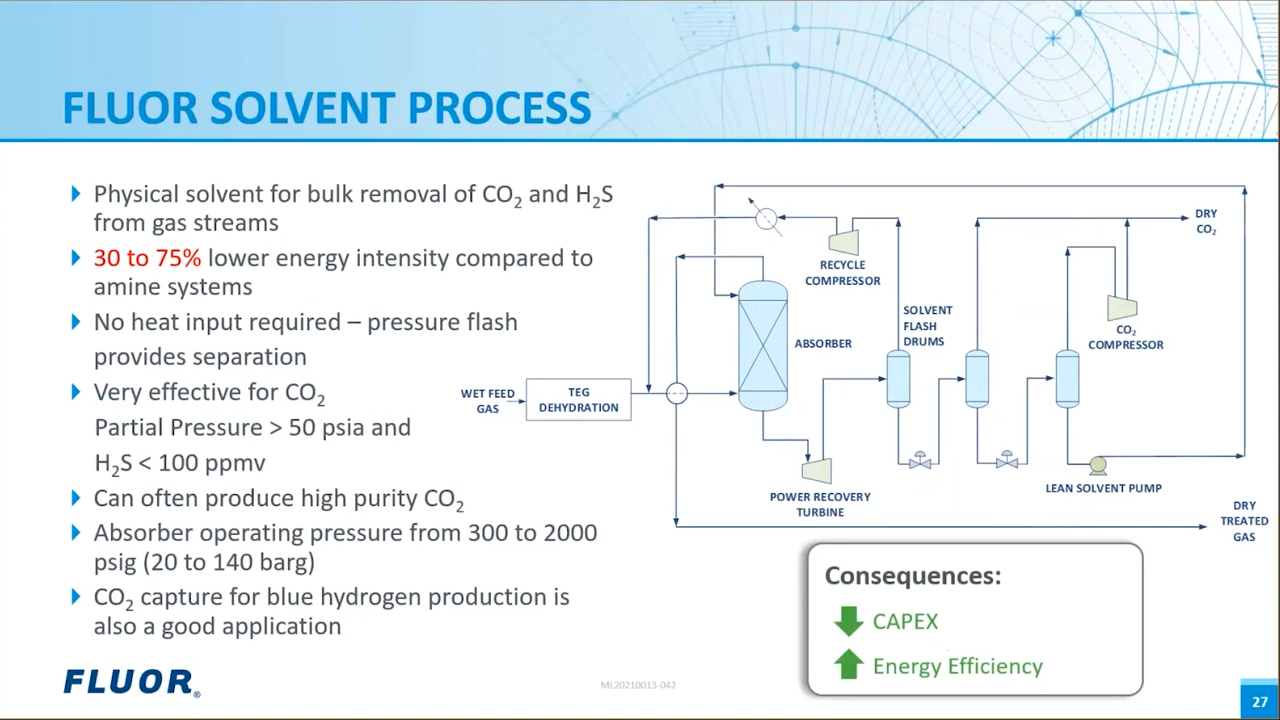 FLUOR SOLVENT PROCESS
Physical solvent for bulk removal of CO₂ and H₂S
from gas streams
30 to 75% lower energy intensity compared to
amine systems
No heat input required – pressure flash
provides separation
Very effective for CO₂
Partial Pressure > 50 psia and
H₂S < 100 ppmv
Can often produce high purity CO₂
Absorber operating pressure from 300 to 2000
psig (20 to 140 barg)
CO₂ capture for blue hydrogen production is
also a good application
WET FEED
GAS
TEG
DEHYDRATION
ABSORBER
RECYCLE
COMPRESSOR
SOLVENT
FLASH
DRUMS
DRY
CO₂
CO₂
COMPRESSOR
POWER RECOVERY
TURBINE
LEAN SOLVENT PUMP
DRY
TREATED
GAS
Consequences:
CAPEX
Energy Efficiency
FLUOR®
ML20210013-042
27